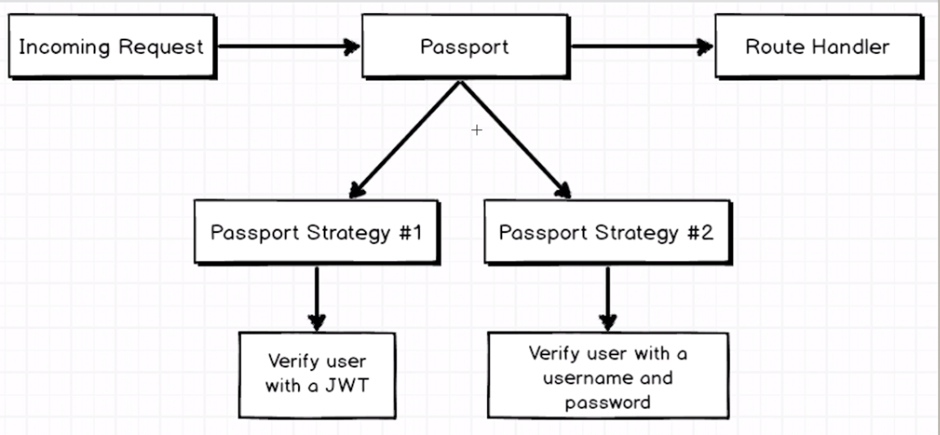 Incoming Request
Passport
Route Handler
Passport Strategy #1
Passport Strategy #2
Verify user
with a JWT
Verify user with a
username and
password